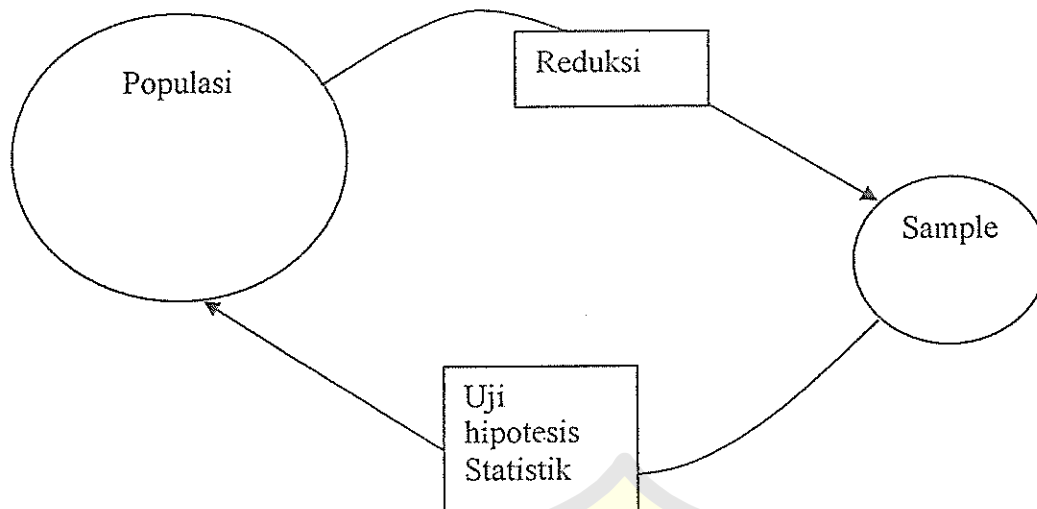 Populasi
Reduksi
Sample
Uji
hipotesis
Statistik